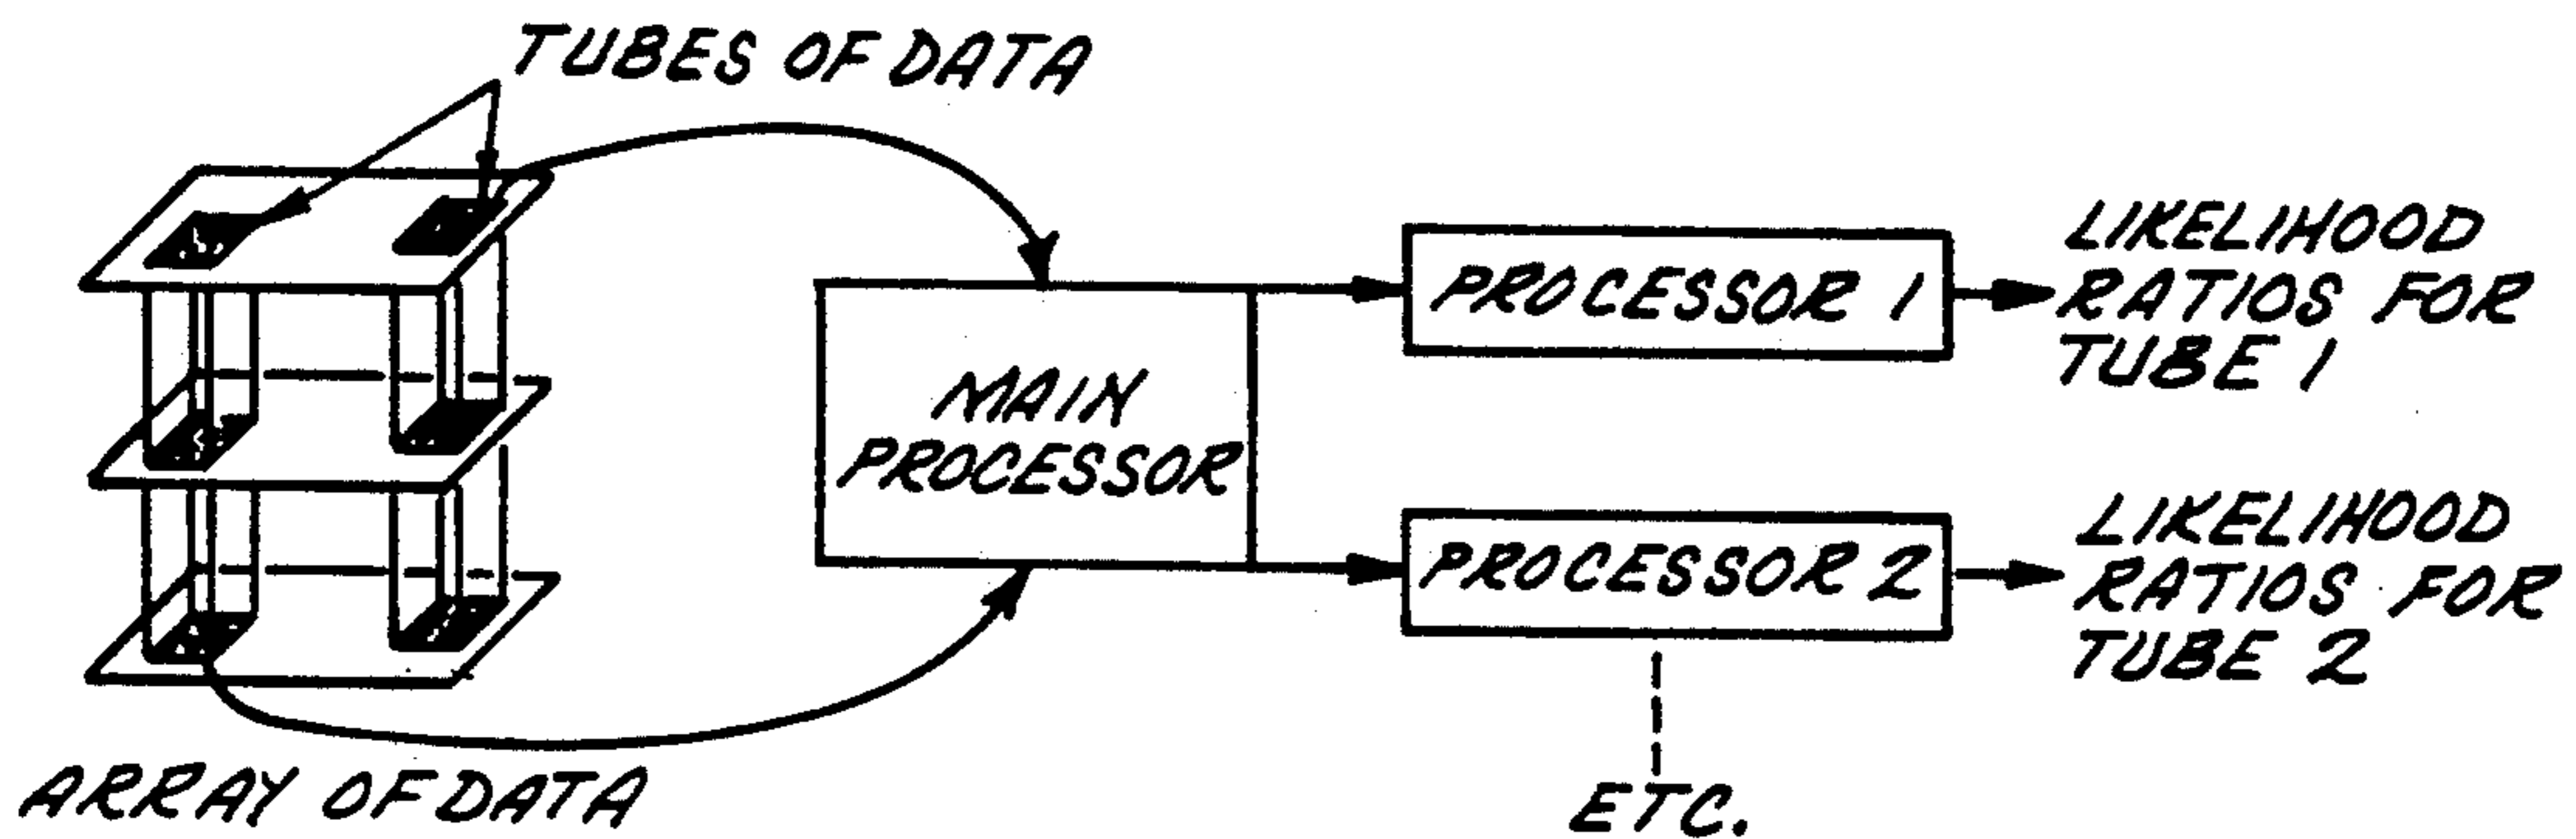 TUBES OF DATA
MAIN
PROCESSOR
PROCESSOR 1
LIKELIHOOD
RATIOS FOR
TUBE 1
PROCESSOR 2
LIKELIHOOD
RATIOS FOR
TUBE 2
ARRAY OF DATA
ETC.